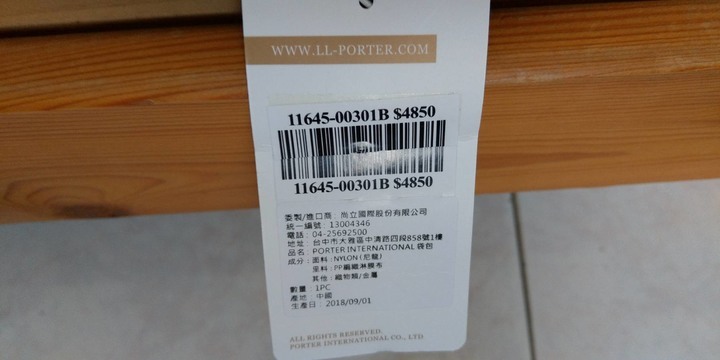 WWW.LL-PORTER.COM
11645-00301B $4850
11645-00301B $4850
委製/進口商：尚立國際股份有限公司
統一編號：13004346
電話：04-25692500
地址：台中市大雅區中清路四段858號1樓
品名：PORTER INTERNATIONAL 袋包
成分：面料：NYLON(尼龍)
里料：PP編織淋膜布
其他：織物類/金屬
數量：1PC
產地：中國
生產日：2018/09/01
ALL RIGHTS RESERVED.
PORTER INTERNATIONAL CO., LTD